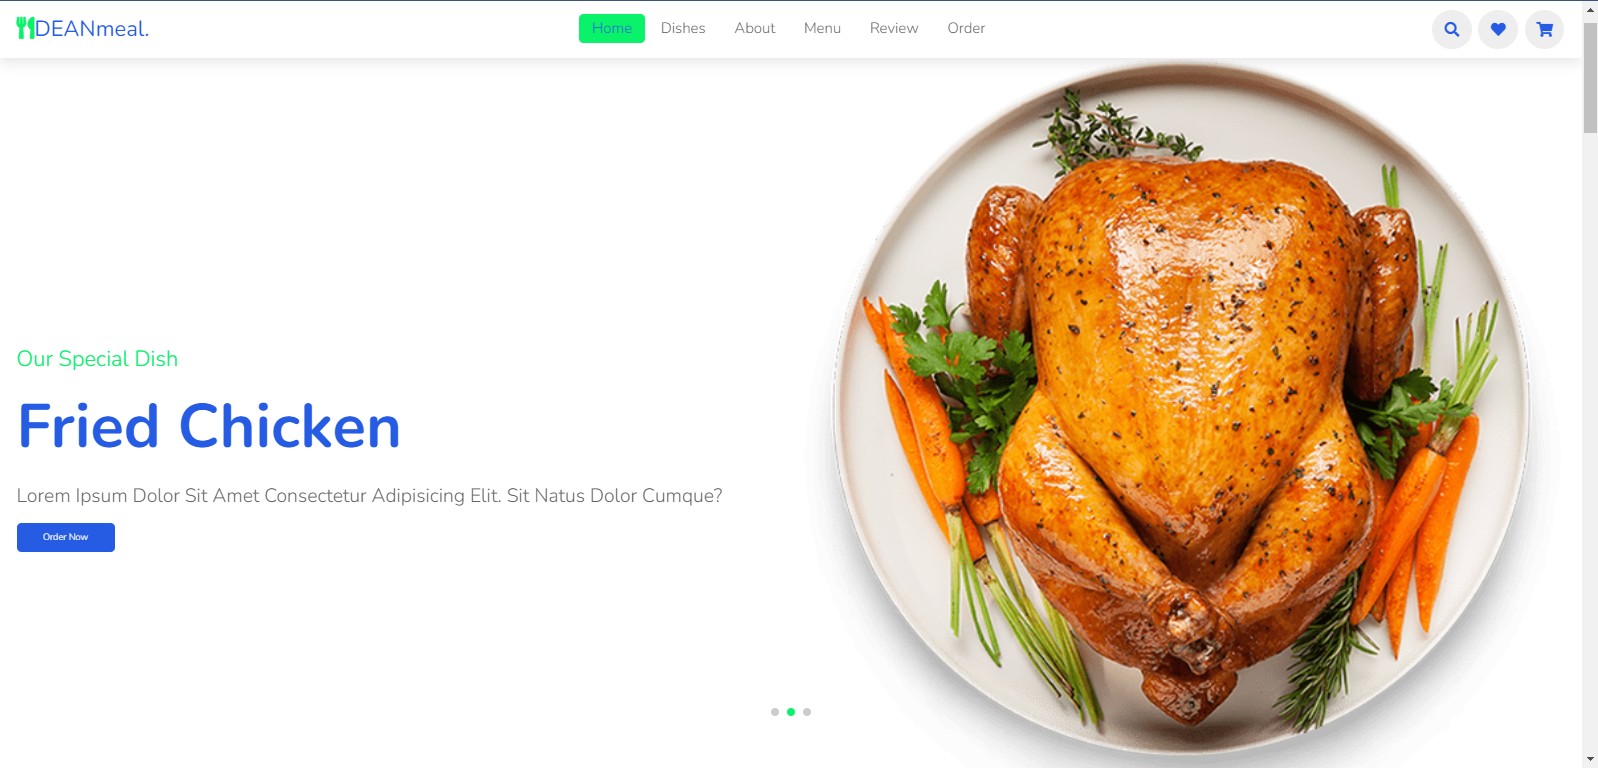 DEANmeal.
Home Dishes About Menu Review Order
Our Special Dish
Fried Chicken
Lorem Ipsum Dolor Sit Amet Consectetur Adipisicing Elit. Sit Natus Dolor Cumque?
Order Now